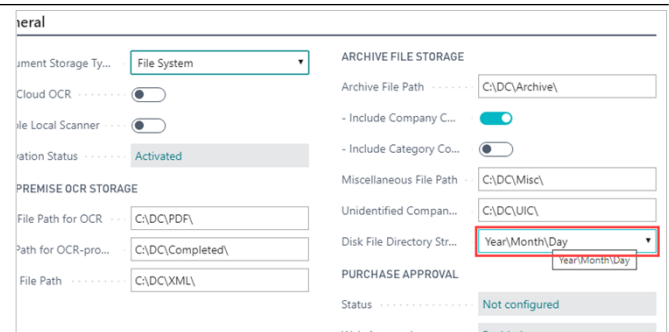 neral
ument Storage Ty...
File System
Cloud OCR
ble Local Scanner
vation Status
Activated
PREMISE OCR STORAGE
File Path for OCR
C:\DC\PDF\
Path for OCR-pro...
C:\DC\Completed\
File Path
C:\DC\XML\
ARCHIVE FILE STORAGE
Archive File Path
C:\DC\Archive\
- Include Company C...
- Include Category Co...
Miscellaneous File Path
C:\DC\Misc\
Unidentified Compan...
C:\DC\UIC\
Disk File Directory Str...
Year\Month\Day
Year\Month\Day
PURCHASE APPROVAL
Status
Not configured